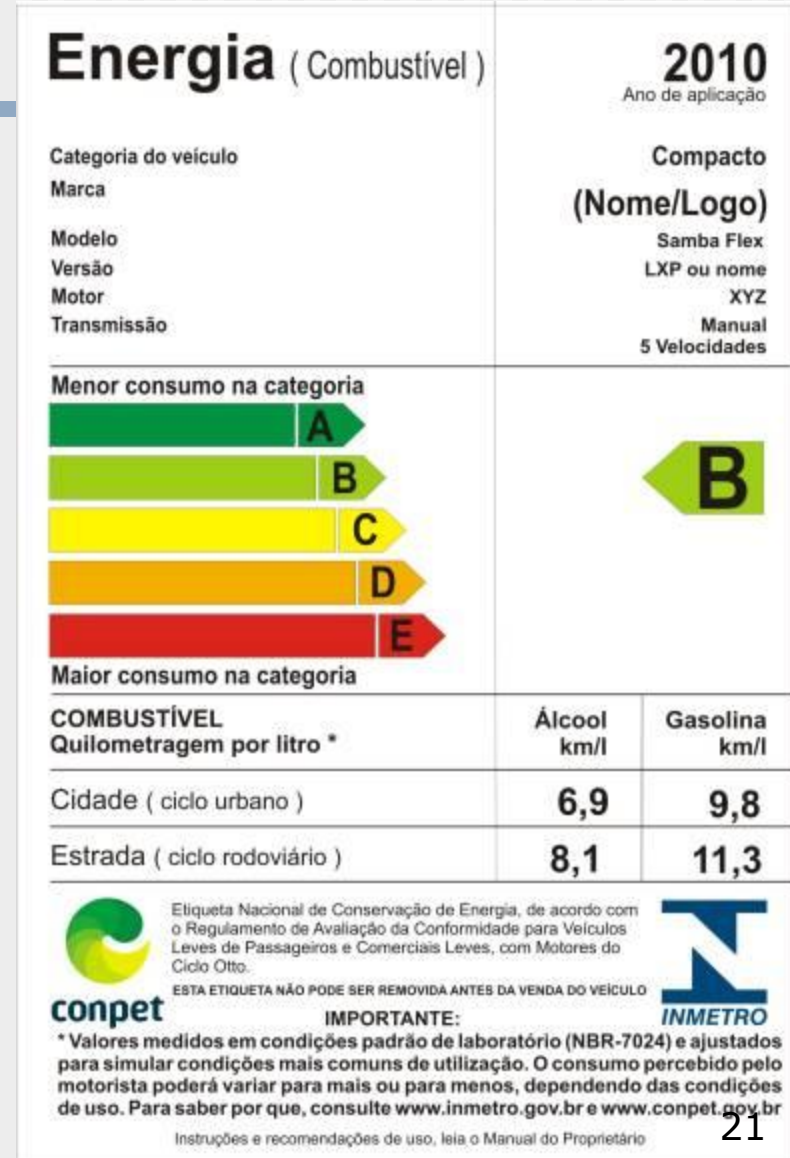 Energia ( Combustível ) 2010
Ano de aplicação
Categoria do veículo Compacto
Marca (Nome/Logo)
Modelo Samba Flex
Versão LXP ou nome
Motor XYZ
Transmissão Manual
5 Velocidades
Menor consumo na categoria
A
B B
C
D
E
Maior consumo na categoria
COMBUSTÍVEL Álcool Gasolina
Quilometragem por litro * km/l km/l
Cidade ( ciclo urbano ) 6,9 9,8
Estrada ( ciclo rodoviário ) 8,1 11,3
Etiqueta Nacional de Conservação de Energia, de acordo com
o Regulamento de Avaliação da Conformidade para Veículos
Leves de Passageiros e Comerciais Leves, com Motores do
Ciclo Otto.
ESTA ETIQUETA NÃO PODE SER REMOVIDA ANTES DA VENDA DO VEÍCULO
conpet INMETRO
IMPORTANTE:
* Valores medidos em condições padrão de laboratório (NBR-7024) e ajustados
para simular condições mais comuns de utilização. O consumo percebido pelo
motorista poderá variar para mais ou para menos, dependendo das condições
de uso. Para saber por que, consulte www.inmetro.gov.br e www.conpet.gov.br
Instruções e recomendações de uso, leia o Manual do Proprietário
21